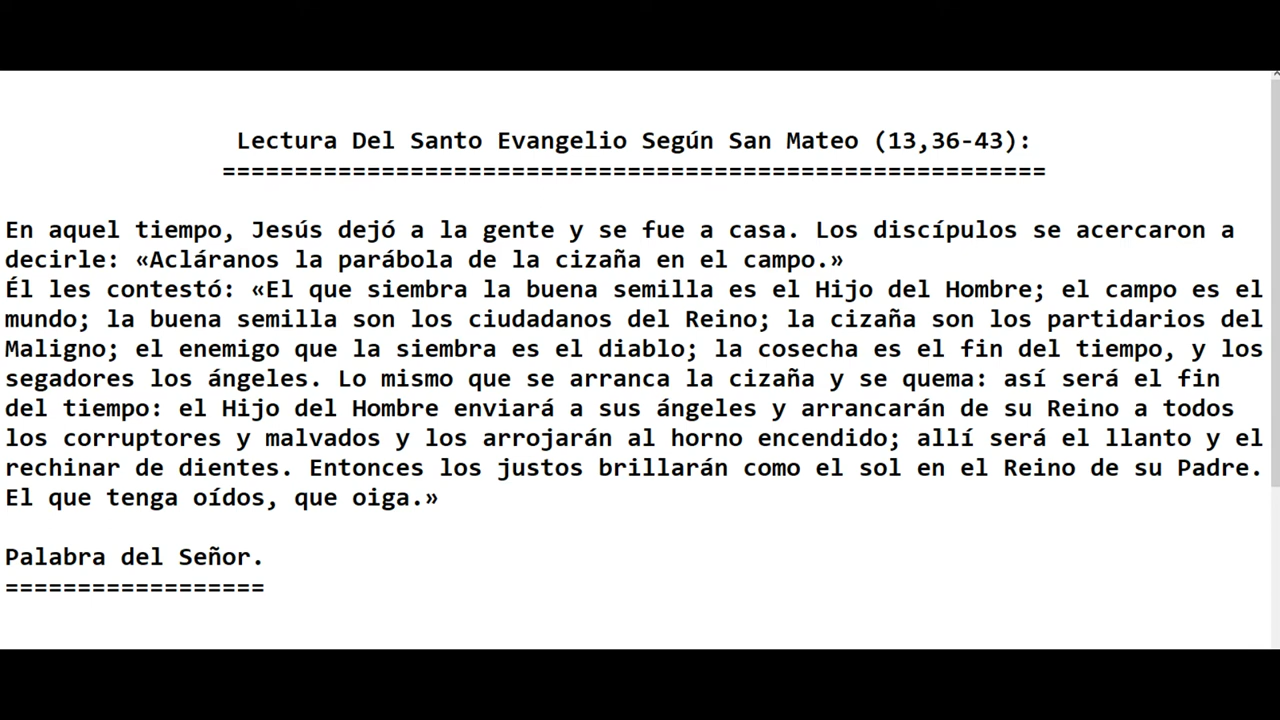 Lectura Del Santo Evangelio Según San Mateo (13,36-43):
=========================================================
En aquel tiempo, Jesús dejó a la gente y se fue a casa. Los discípulos se acercaron a
decirle: «Acláranos la parábola de la cizaña en el campo.»
Él les contestó: «El que siembra la buena semilla es el Hijo del Hombre; el campo es el
mundo; la buena semilla son los ciudadanos del Reino; la cizaña son los partidarios del
Maligno; el enemigo que la siembra es el diablo; la cosecha es el fin del tiempo, y los
segadores los ángeles. Lo mismo que se arranca la cizaña y se quema: así será el fin
del tiempo: el Hijo del Hombre enviará a sus ángeles y arrancarán de su Reino a todos
los corruptores y malvados y los arrojarán al horno encendido; allí será el llanto y el
rechinar de dientes. Entonces los justos brillarán como el sol en el Reino de su Padre.
El que tenga oídos, que oiga.»
Palabra del Señor.
==================